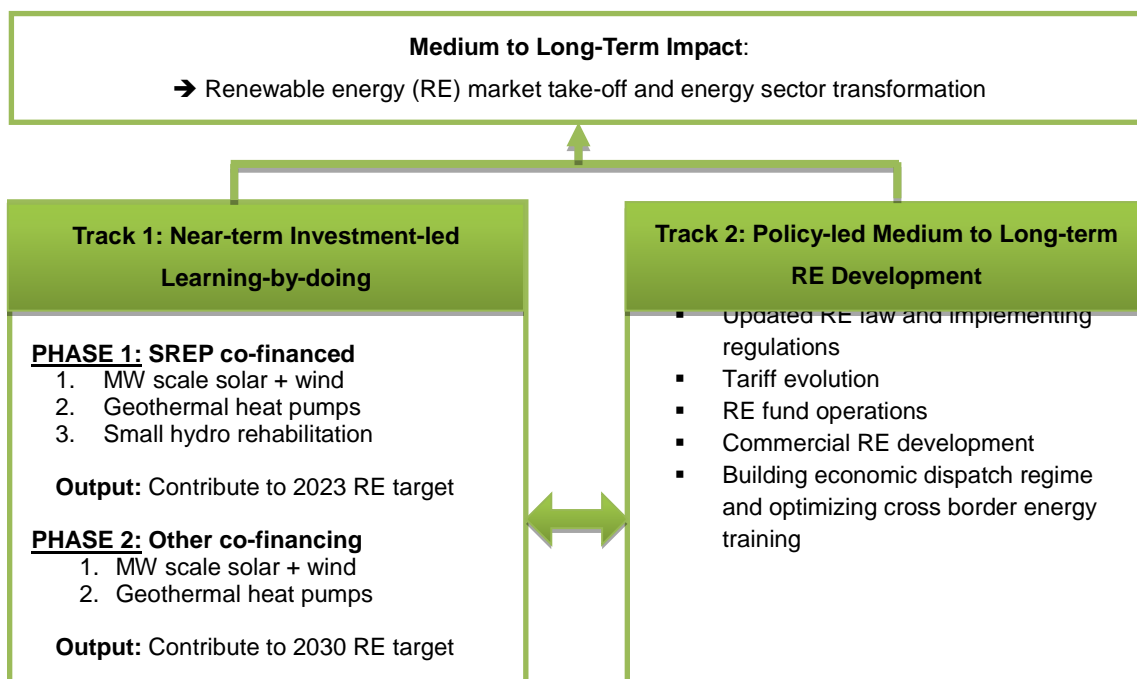 Medium to Long-Term Impact:
➔ Renewable energy (RE) market take-off and energy sector transformation
Track 1: Near-term Investment-led
Learning-by-doing
PHASE 1: SREP co-financed
1. MW scale solar + wind
2. Geothermal heat pumps
3. Small hydro rehabilitation
Output: Contribute to 2023 RE target
PHASE 2: Other co-financing
1. MW scale solar + wind
2. Geothermal heat pumps
Output: Contribute to 2030 RE target
Track 2: Policy-led Medium to Long-term
RE Development
▪ Updated RE law and implementing
regulations
▪ Tariff evolution
▪ RE fund operations
▪ Commercial RE development
▪ Building economic dispatch regime
and optimizing cross border energy
training